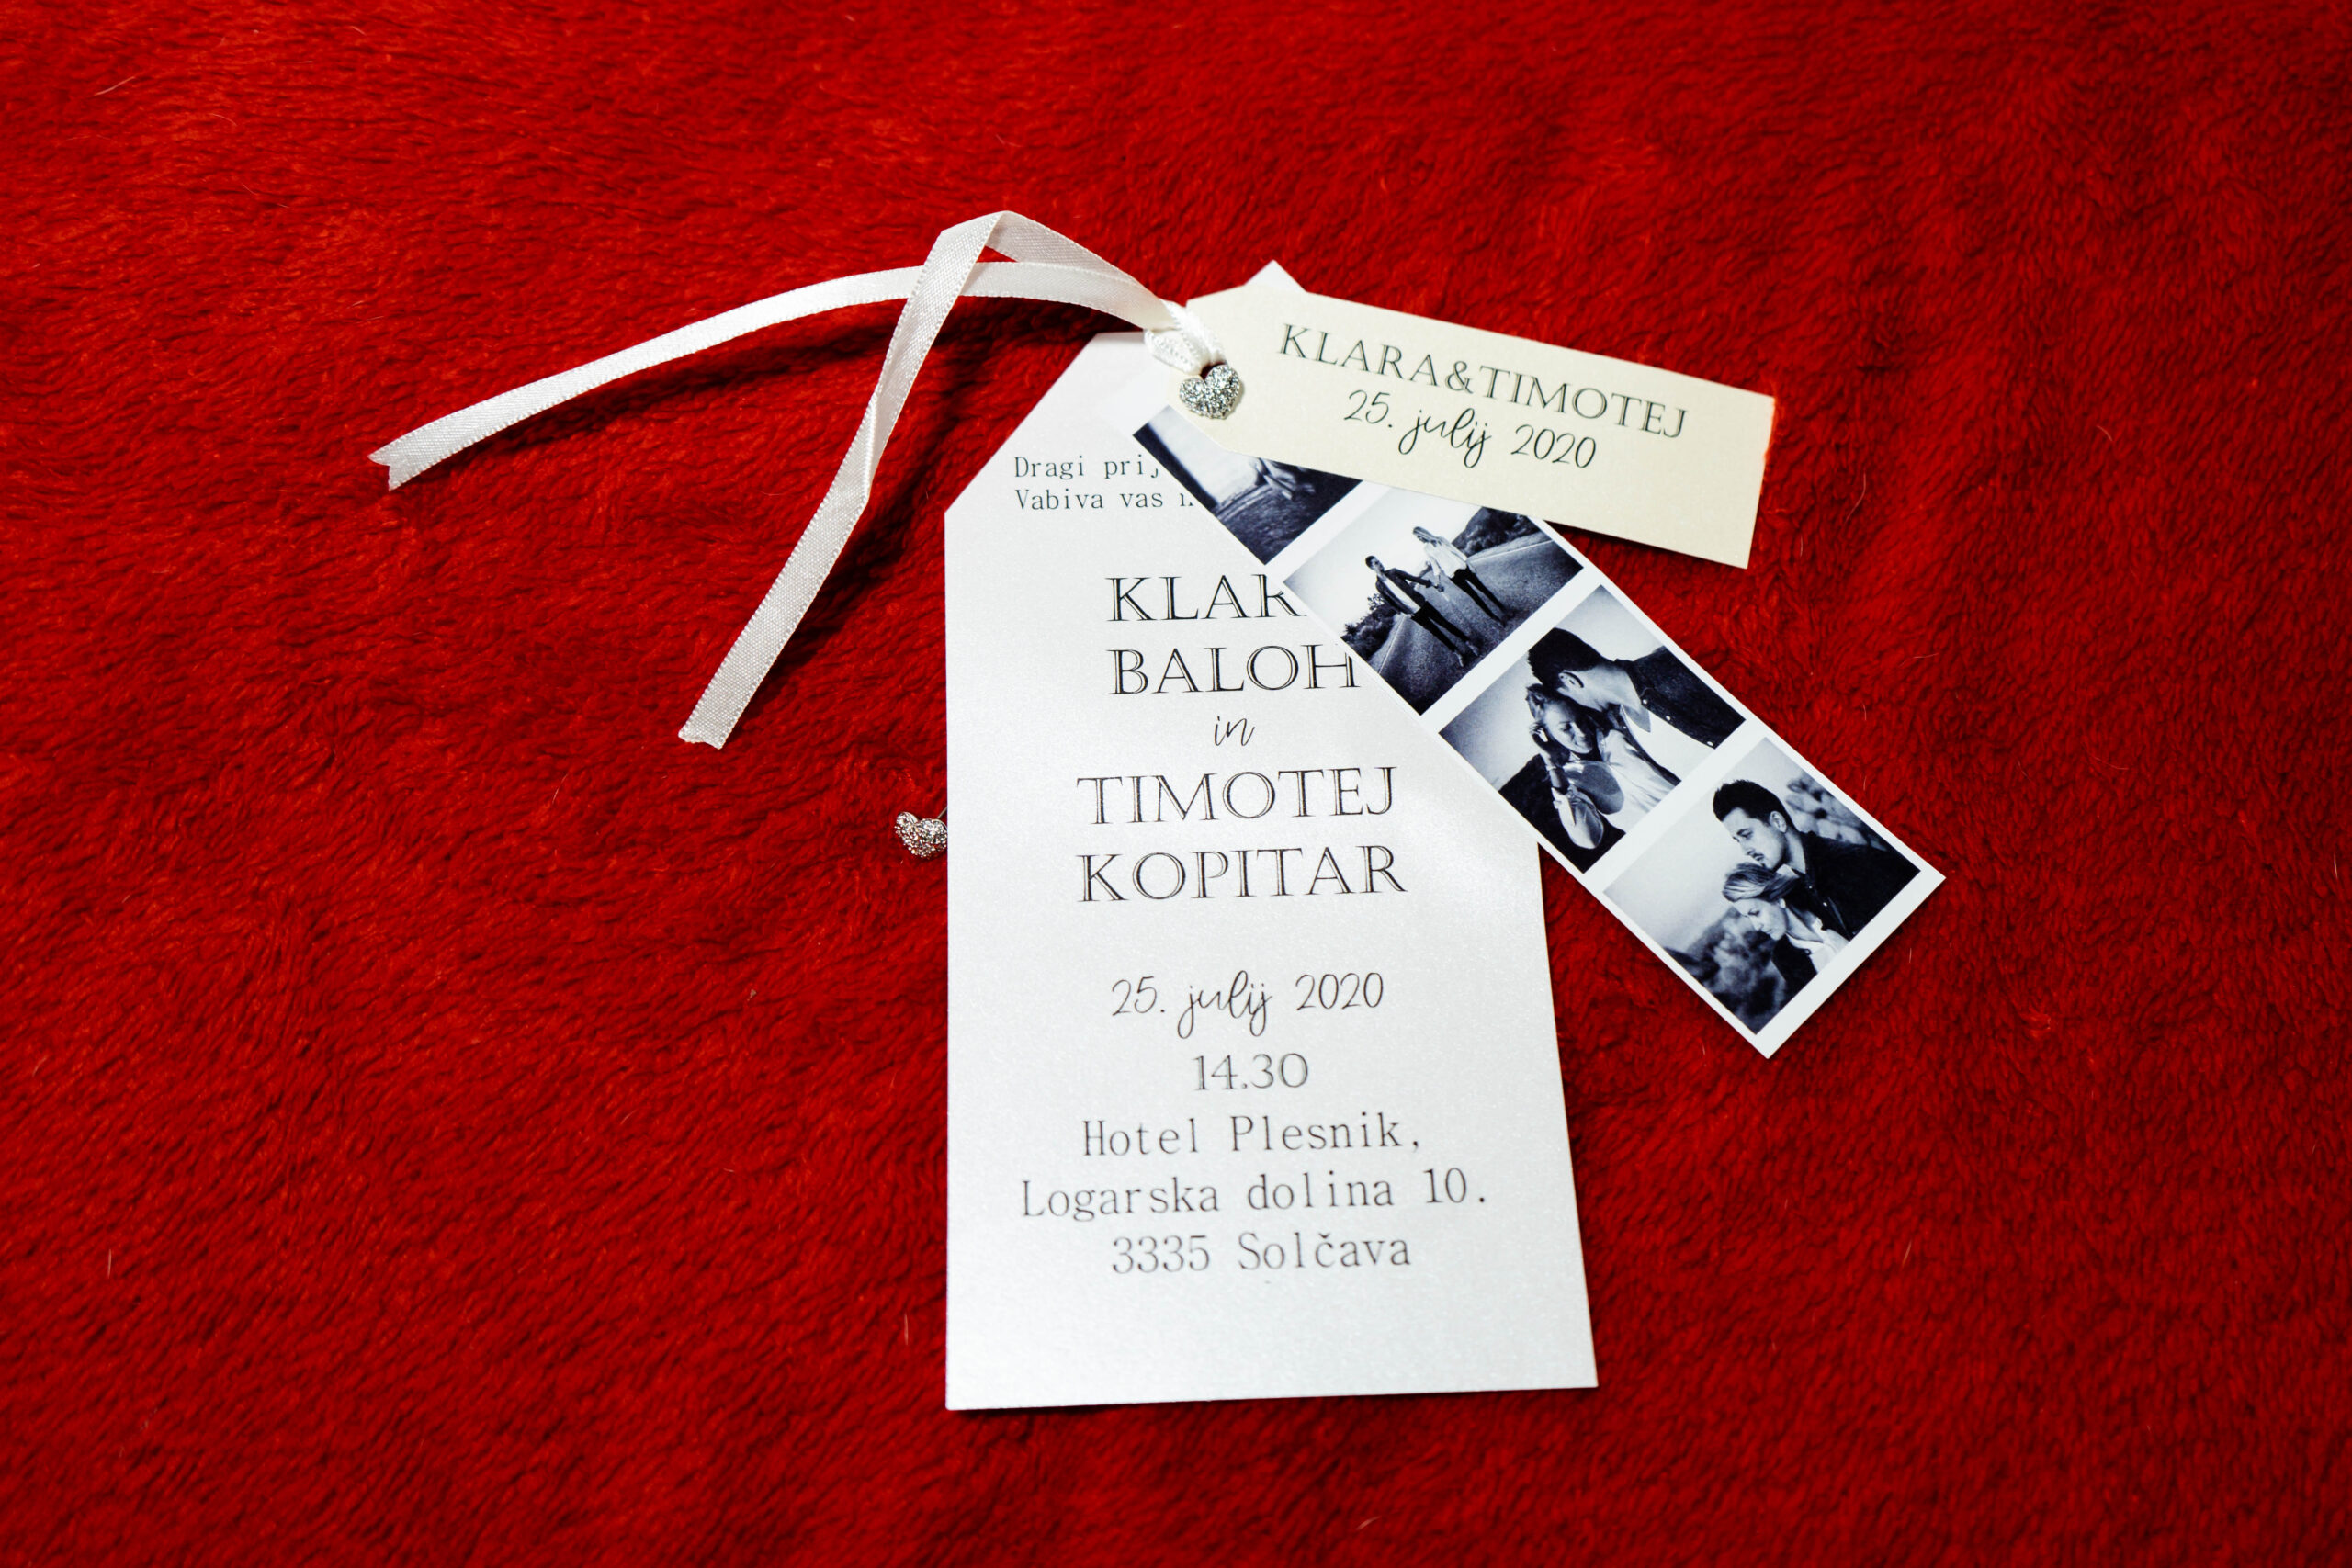 KLARA&TIMOTEJ
25. julij 2020
Dragi
Vabiva vas
BALOH
in
TIMOTEJ
KOPITAR
25. julij 2020
14.30
Hotel Plesnik,
Logarska dolina 10.
3335 Solčava